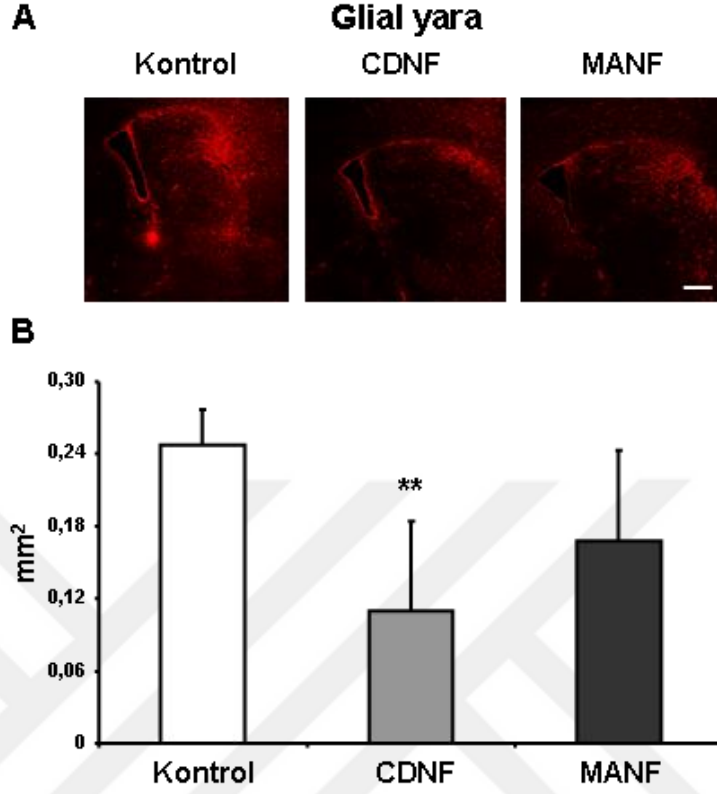 A
Glial yara
Kontrol CDNF MANF
B
0,30
0,24
0,18
0,12
0,06
0
mm²
**
Kontrol CDNF MANF